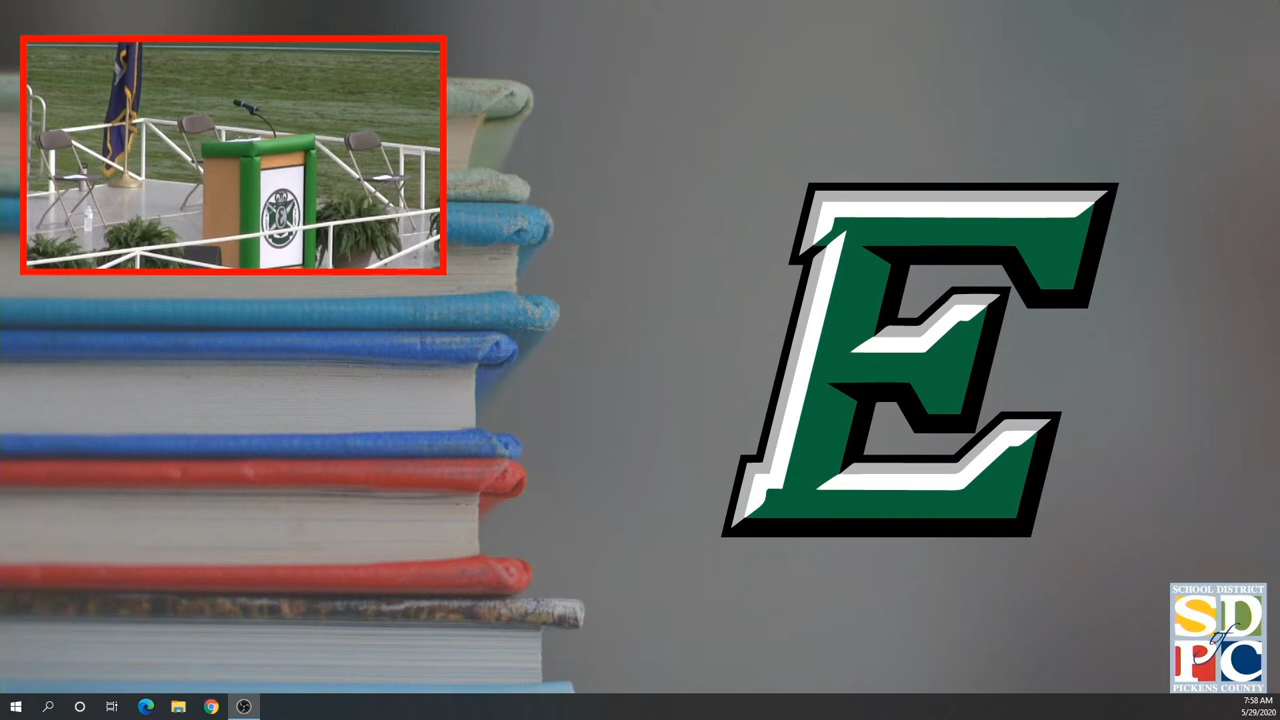 E
SCHOOL DISTRICT
SD
of
PC
PICKENS COUNTY
7:58 AM
5/29/2020